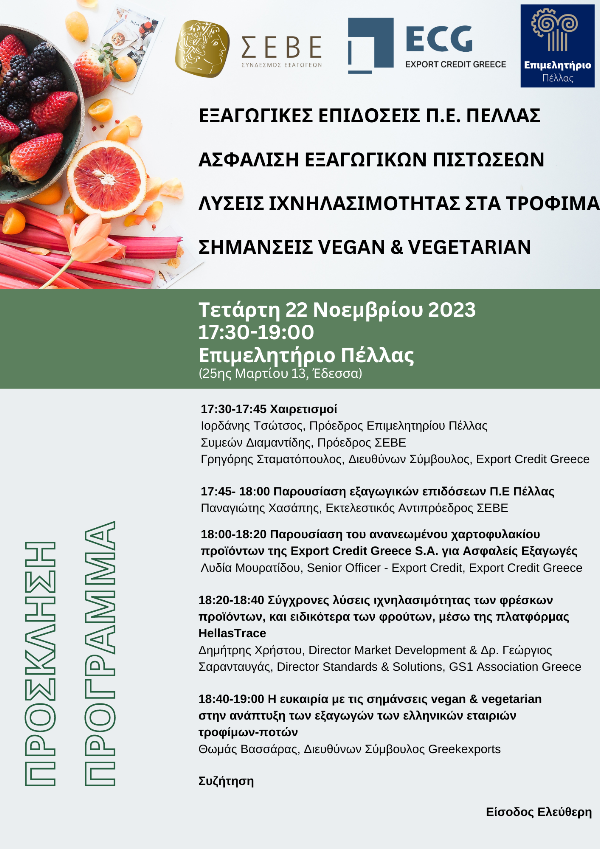 ΣΕΒΕ
ΣΥΝΔΕΣΜΟΣ ΕΞΑΓΩΓΕΩΝ
ECG
EXPORT CREDIT GREECE
Επιμελητήριο
Πέλλας
ΕΞΑΓΩΓΙΚΕΣ ΕΠΙΔΟΣΕΙΣ Π.Ε. ΠΕΛΛΑΣ
ΑΣΦΑΛΙΣΗ ΕΞΑΓΩΓΙΚΩΝ ΠΙΣΤΩΣΕΩΝ
ΛΥΣΕΙΣ ΙΧΝΗΛΑΣΙΜΟΤΗΤΑΣ ΣΤΑ ΤΡΟΦΙΜΑ
ΣΗΜΑΝΣΕΙΣ VEGAN & VEGETARIAN
Τετάρτη 22 Νοεμβρίου 2023
17:30-19:00
Επιμελητήριο Πέλλας
(25ης Μαρτίου 13, Έδεσσα)
ΠΡΟΣΚΛΗΣΗ
ΠΡΟΓΡΑΜΜΑ
17:30-17:45 Χαιρετισμοί
Ιορδάνης Τσώτσος, Πρόεδρος Επιμελητηρίου Πέλλας
Συμεών Διαμαντίδης, Πρόεδρος ΣΕΒΕ
Γρηγόρης Σταματόπουλος, Διευθύνων Σύμβουλος, Export Credit Greece
17:45- 18:00 Παρουσίαση εξαγωγικών επιδόσεων Π.Ε Πέλλας
Παναγιώτης Χασάπης, Εκτελεστικός Αντιπρόεδρος ΣΕΒΕ
18:00-18:20 Παρουσίαση του ανανεωμένου χαρτοφυλακίου
προϊόντων της Export Credit Greece S.A. για Ασφαλείς Εξαγωγές
Λυδία Μουρατίδου, Senior Officer - Export Credit, Export Credit Greece
18:20-18:40 Σύγχρονες λύσεις ιχνηλασιμότητας των φρέσκων
προϊόντων, και ειδικότερα των φρούτων, μέσω της πλατφόρμας
HellasTrace
Δημήτρης Χρήστου, Director Market Development & Δρ. Γεώργιος
Σαρανταυγάς, Director Standards & Solutions, GS1 Association Greece
18:40-19:00 Η ευκαιρία με τις σημάνσεις vegan & vegetarian
στην ανάπτυξη των εξαγωγών των ελληνικών εταιριών
τροφίμων-ποτών
Θωμάς Βασσάρας, Διευθύνων Σύμβουλος Greekexports
Συζήτηση
Είσοδος Ελεύθερη